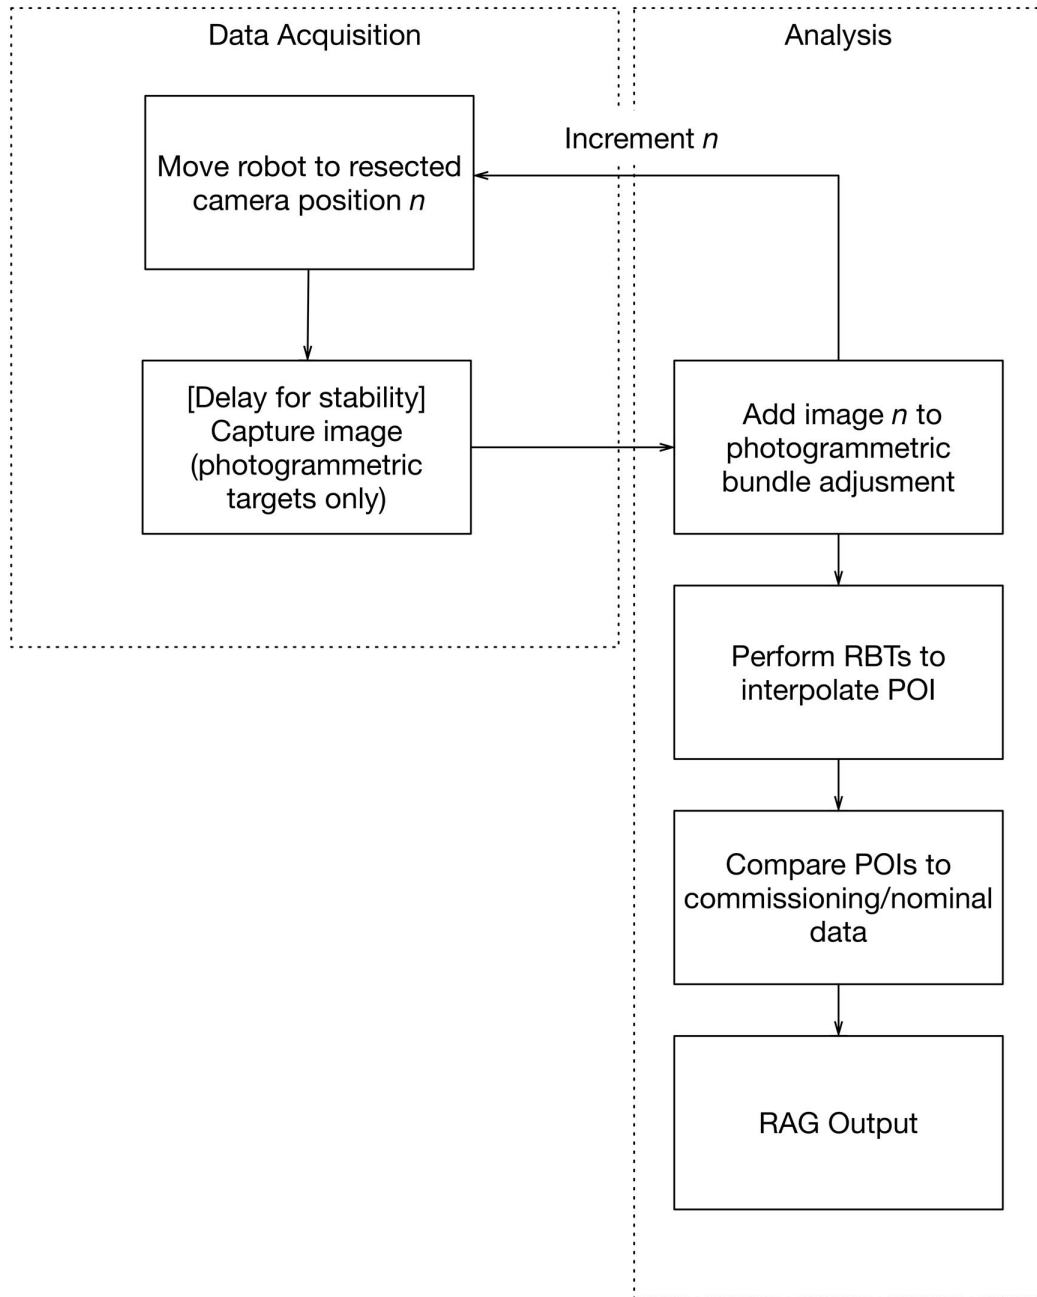 Data Acquisition
Analysis
Increment n
Move robot to resected
camera position n
[Delay for stability]
Capture image
(photogrammetric
targets only)
Add image n to
photogrammetric
bundle adjusment
Perform RBTs to
interpolate POI
Compare POIs to
commissioning/nominal
data
RAG Output